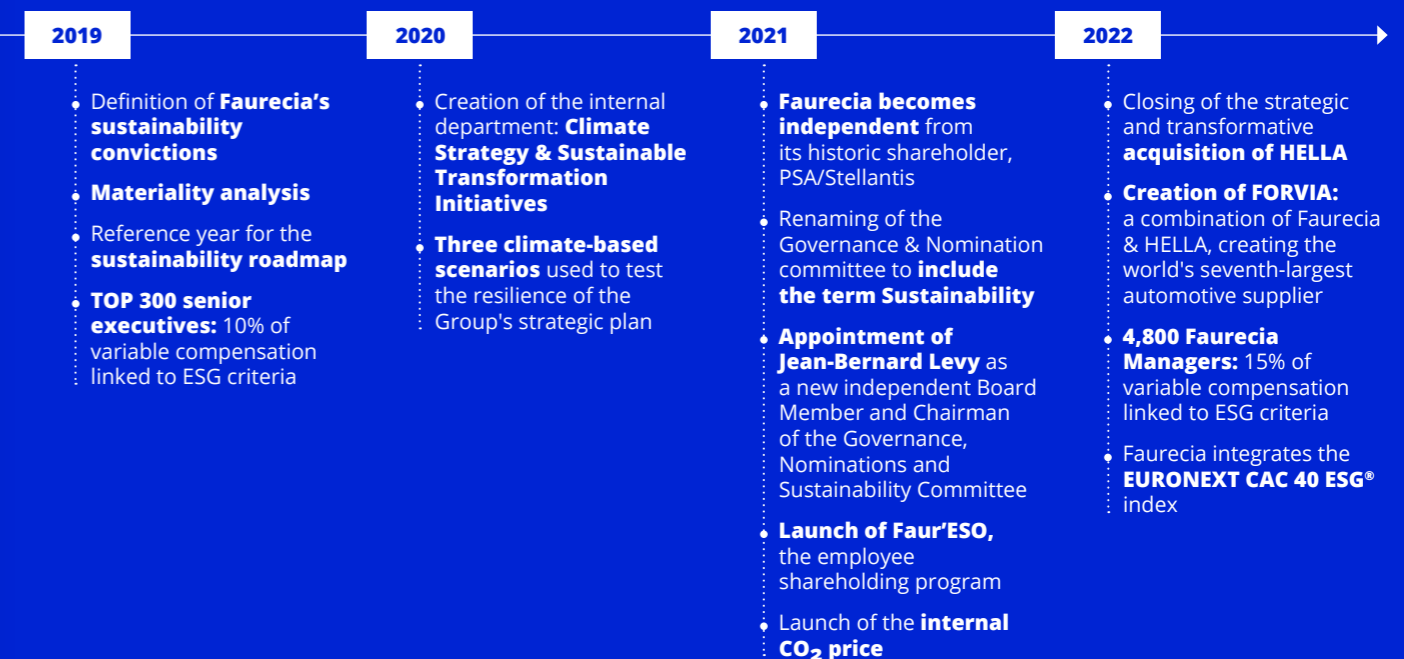 2019
Definition of Faurecia’s
sustainability
convictions
Materiality analysis
Reference year for the
sustainability roadmap
TOP 300 senior
executives: 10% of
variable compensation
linked to ESG criteria
2020
Creation of the internal
department: Climate
Strategy & Sustainable
Transformation
Initiatives
Three climate-based
scenarios used to test
the resilience of the
Group's strategic plan
2021
Faurecia becomes
independent from
its historic shareholder,
PSA/Stellantis
Renaming of the
Governance & Nomination
committee to include
the term Sustainability
Appointment of
Jean-Bernard Levy as
a new independent Board
Member and Chairman
of the Governance,
Nominations and
Sustainability Committee
Launch of Faur’ESO,
the employee
shareholding program
Launch of the internal
CO₂ price
2022
Closing of the strategic
and transformative
acquisition of HELLA
Creation of FORVIA:
a combination of Faurecia
& HELLA, creating the
world's seventh-largest
automotive supplier
4,800 Faurecia
Managers: 15% of
variable compensation
linked to ESG criteria
Faurecia integrates the
EURONEXT CAC 40 ESG®
index